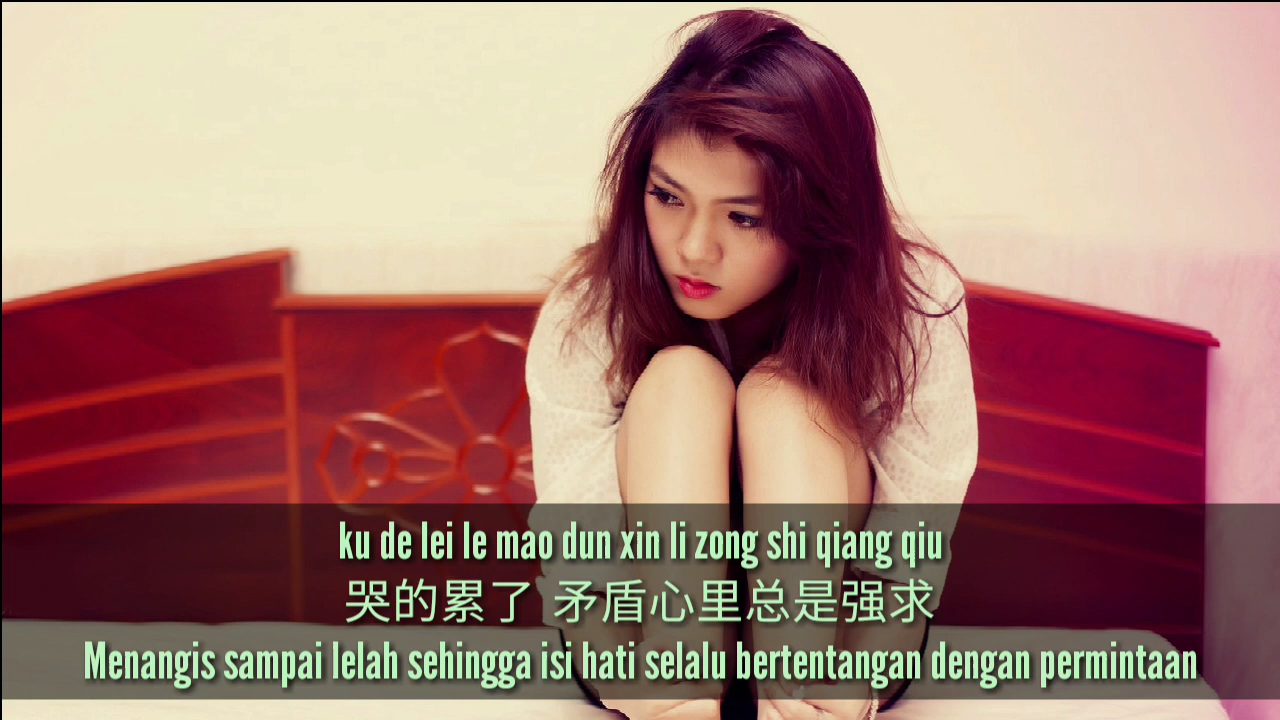 ku de lei le mao dun xin li zong shi qiang qiu
哭的累了 矛盾心里总是强求
Menangis sampai lelah sehingga isi hati selalu bertentangan dengan permintaan